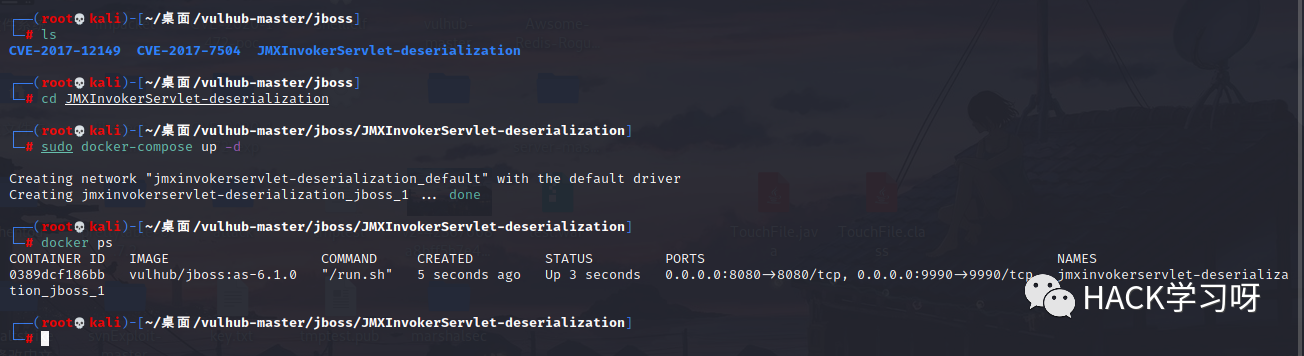 ┌──(root💀kali)-[~/桌面/vulhub-master/jboss]
└─# ls
CVE-2017-12149  CVE-2017-7504  JMXInvokerServlet-deserialization
┌──(root💀kali)-[~/桌面/vulhub-master/jboss]
└─# cd JMXInvokerServlet-deserialization
┌──(root💀kali)-[~/桌面/vulhub-master/jboss/JMXInvokerServlet-deserialization]
└─# sudo docker-compose up -d
Creating network "jmxinvokerservlet-deserialization_default" with the default driver
Creating jmxinvokerservlet-deserialization_jboss_1 ... done
┌──(root💀kali)-[~/桌面/vulhub-master/jboss/JMXInvokerServlet-deserialization]
└─# docker ps
CONTAINER ID   IMAGE                COMMAND     CREATED         STATUS         PORTS                                            NAMES
0389dcf186bb   vulhub/jboss:as-6.1.0   "/run.sh"   5 seconds ago   Up 3 seconds   0.0.0.0:8080→8080/tcp, 0.0.0.0:9990→9990/tcp   jmxinvokerservlet-deserializa
tion_jboss_1
HACK学习呀
┌──(root💀kali)-[~/桌面/vulhub-master/jboss/JMXInvokerServlet-deserialization]
└─#